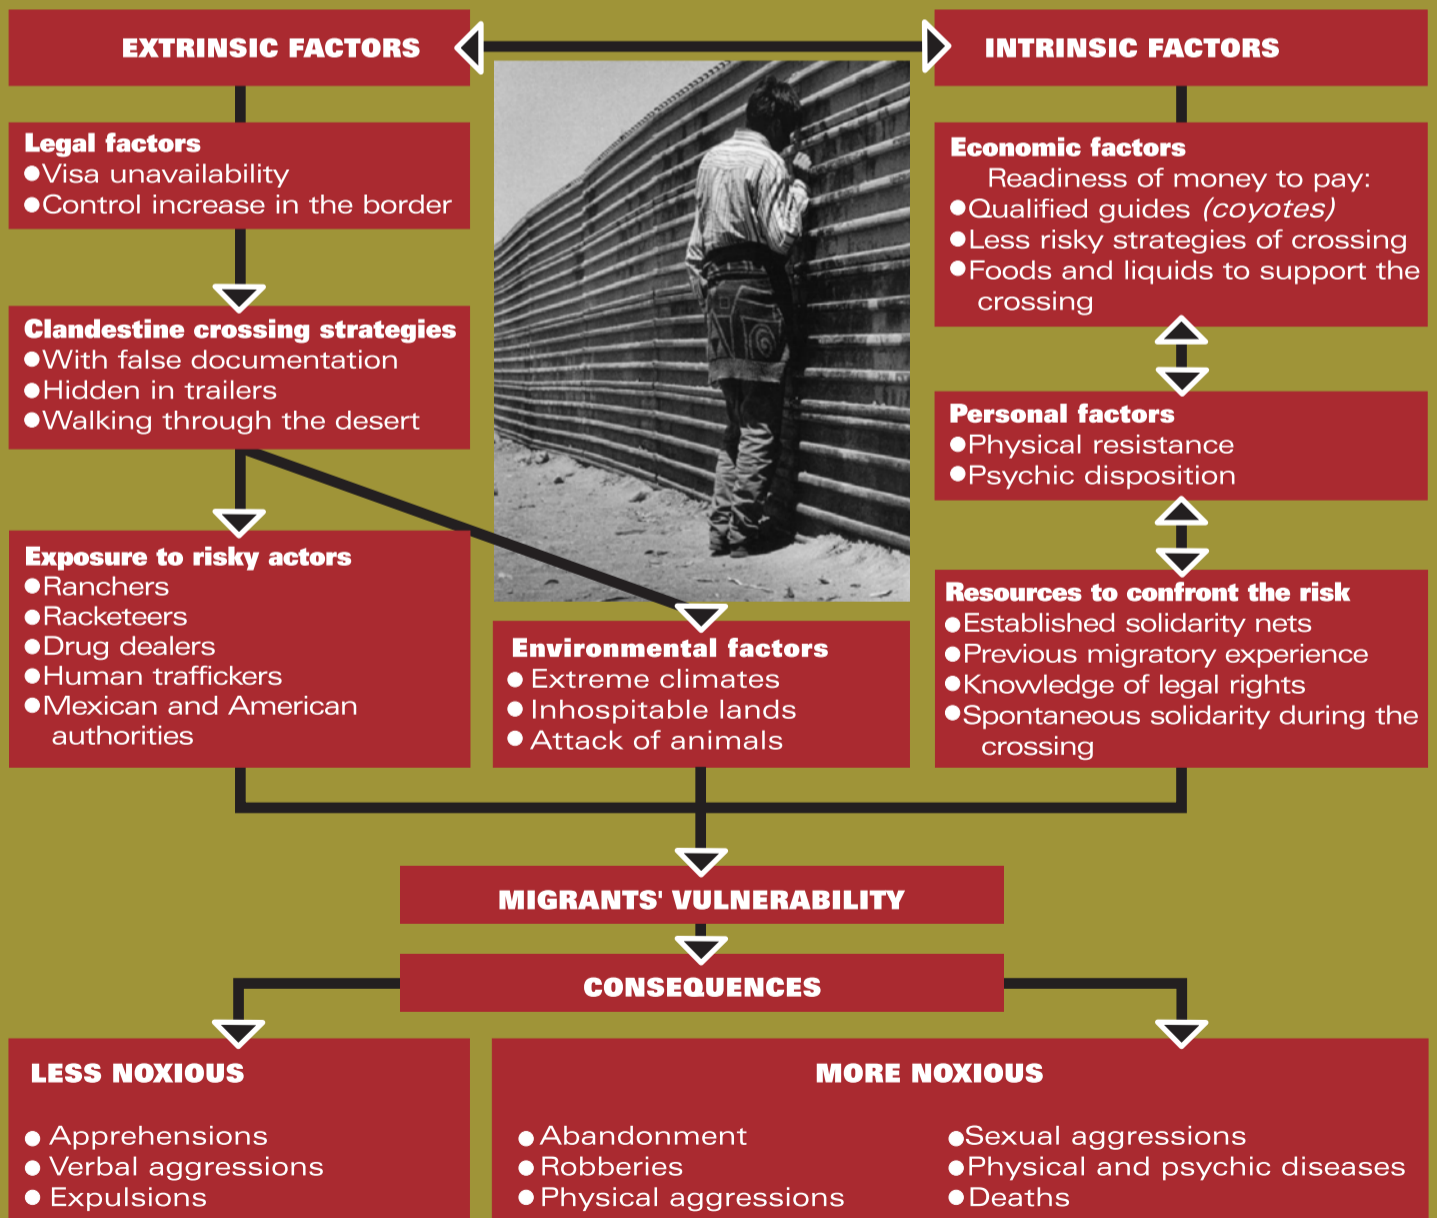 EXTRINSIC FACTORS
INTRINSIC FACTORS
Legal factors
●Visa unavailability
●Control increase in the border
Clandestine crossing strategies
●With false documentation
●Hidden in trailers
●Walking through the desert
Exposure to risky actors
●Ranchers
●Racketeers
●Drug dealers
●Human traffickers
●Mexican and American
authorities
Environmental factors
● Extreme climates
● Inhospitable lands
● Attack of animals
Economic factors
Readiness of money to pay:
●Qualified guides (coyotes)
●Less risky strategies of crossing
●Foods and liquids to support the
crossing
Personal factors
●Physical resistance
●Psychic disposition
Resources to confront the risk
●Established solidarity nets
●Previous migratory experience
●Knowledge of legal rights
●Spontaneous solidarity during the
crossing
MIGRANTS' VULNERABILITY
CONSEQUENCES
LESS NOXIOUS
● Apprehensions
● Verbal aggressions
● Expulsions
MORE NOXIOUS
● Abandonment
● Robberies
● Physical aggressions
●Sexual aggressions
●Physical and psychic diseases
●Deaths